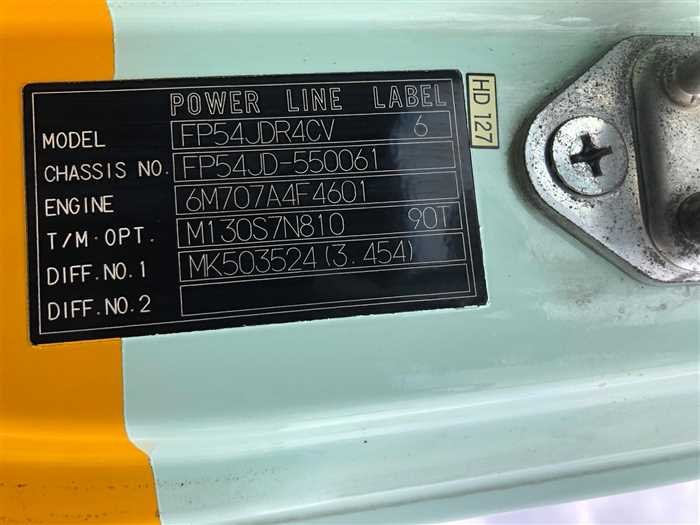 POWER LINE LABEL
MODEL FP54JDR4CV 6
CHASSIS NO. FP54JD-550061
ENGINE 6M707A4F4601
T/M·OPT. M130S7N810 90T
DIFF.NO.1 MK503524(3.454)
DIFF.NO.2
HD 127